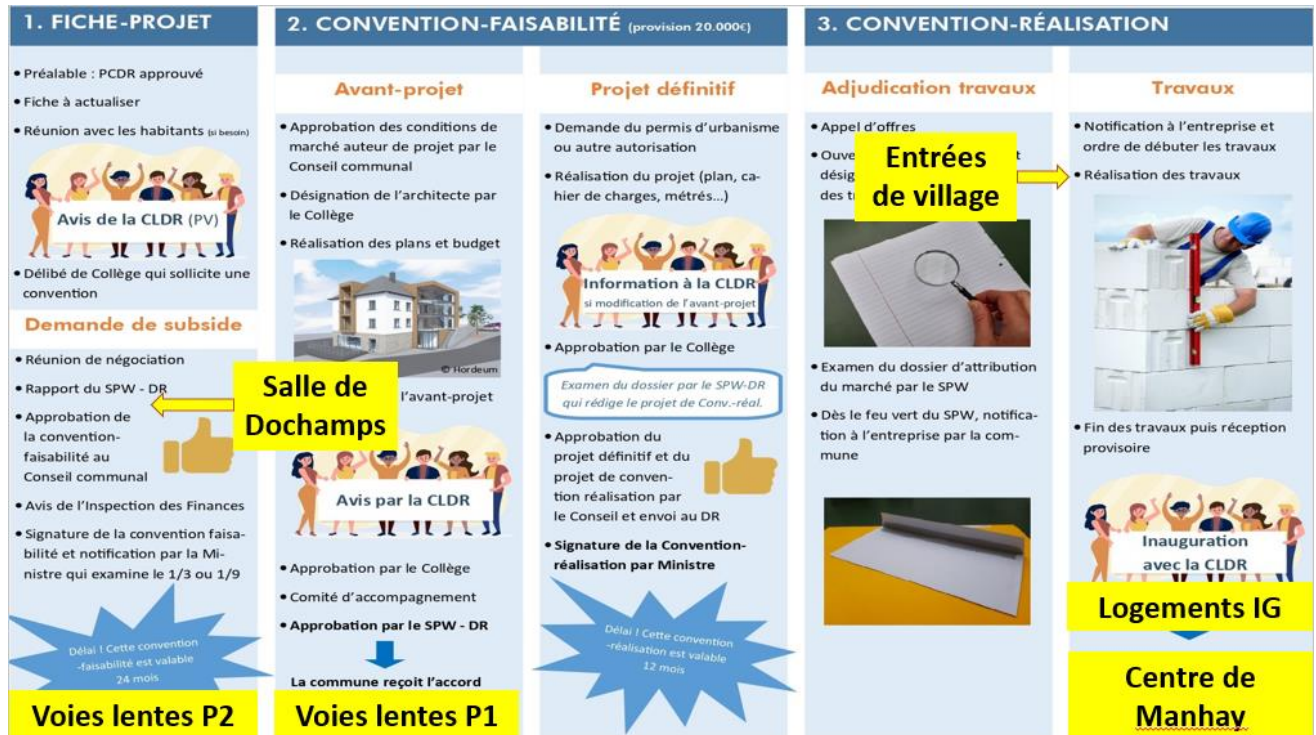 1. FICHE-PROJET
• Préalable : PCDR approuvé
• Fiche à actualiser
• Réunion avec les habitants (si besoin)
Avis de la CLDR (PV)
• Délibé de Collège qui sollicite une
convention
Demande de subside
• Réunion de négociation
• Rapport du SPW - DR
• Approbation de
la convention-
faisabilité au
Conseil communal
• Avis de l'Inspection des Finances
• Signature de la convention faisa-
bilité et notification par la Mi-
nistre qui examine le 1/3 ou 1/9
Délai ! Cette convention
-faisabilité est valable
24 mois
Voies lentes P2
2. CONVENTION-FAISABILITÉ (provision 20.000€)
Avant-projet
• Approbation des conditions de
marché auteur de projet par le
Conseil communal
• Désignation de l'architecte par
le Collège
• Réalisation des plans et budget
© Hordeum
Salle de
Dochamps
l'avant-projet
Avis par la CLDR
• Approbation par le Collège
• Comité d'accompagnement
• Approbation par le SPW - DR
La commune reçoit l'accord
Voies lentes P1
Projet définitif
• Demande du permis d'urbanisme
ou autre autorisation
• Réalisation du projet (plan, ca-
hier de charges, métrés...)
Information à la CLDR
si modification de l'avant-projet
• Approbation par le Collège
Examen du dossier par le SPW-DR
qui rédige le projet de Conv.-réal.
• Approbation du
projet définitif et du
projet de conven-
tion réalisation par
le Conseil et envoi au DR
• Signature de la Convention-
réalisation par Ministre
Délai ! Cette convention
-réalisation est valable
12 mois
3. CONVENTION-RÉALISATION
Adjudication travaux
• Appel d'offres
Entrées
de village
• Examen du dossier d'attribution
du marché par le SPW
• Dès le feu vert du SPW, notifica-
tion à l'entreprise par la com-
mune
Travaux
• Notification à l'entreprise et
ordre de débuter les travaux
• Réalisation des travaux
• Fin des travaux puis réception
provisoire
Inauguration
avec la CLDR
Logements IG
Centre de
Manhay